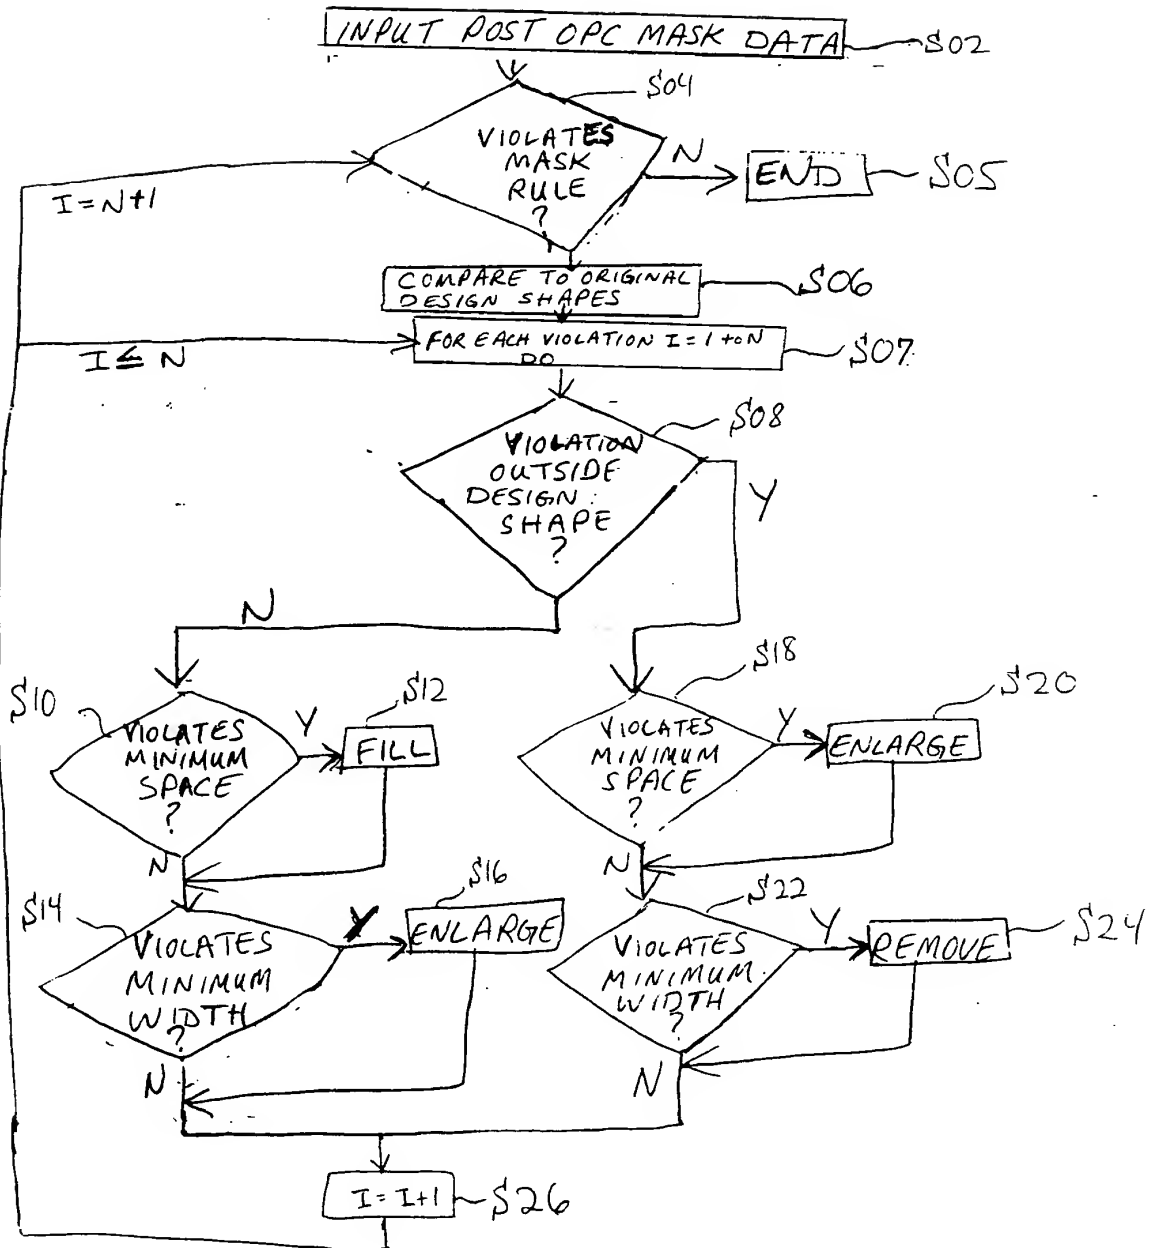 INPUT POST OPC MASK DATA
S02
S04
VIOLATES
MASK
RULE
?
N
END
S05
I=N+1
COMPARE TO ORIGINAL
DESIGN SHAPES
S06
I≤N
FOR EACH VIOLATION I=1 to N
DO
S07
S08
VIOLATION
OUTSIDE
DESIGN
SHAPE
?
Y
N
S10
VIOLATES
MINIMUM
SPACE
?
Y
S12
FILL
N
S18
VIOLATES
MINIMUM
SPACE
?
Y
S20
ENLARGE
N
S14
VIOLATES
MINIMUM
WIDTH
?
Y
S16
ENLARGE
N
S22
VIOLATES
MINIMUM
WIDTH
?
Y
S24
REMOVE
N
I=I+1
S26